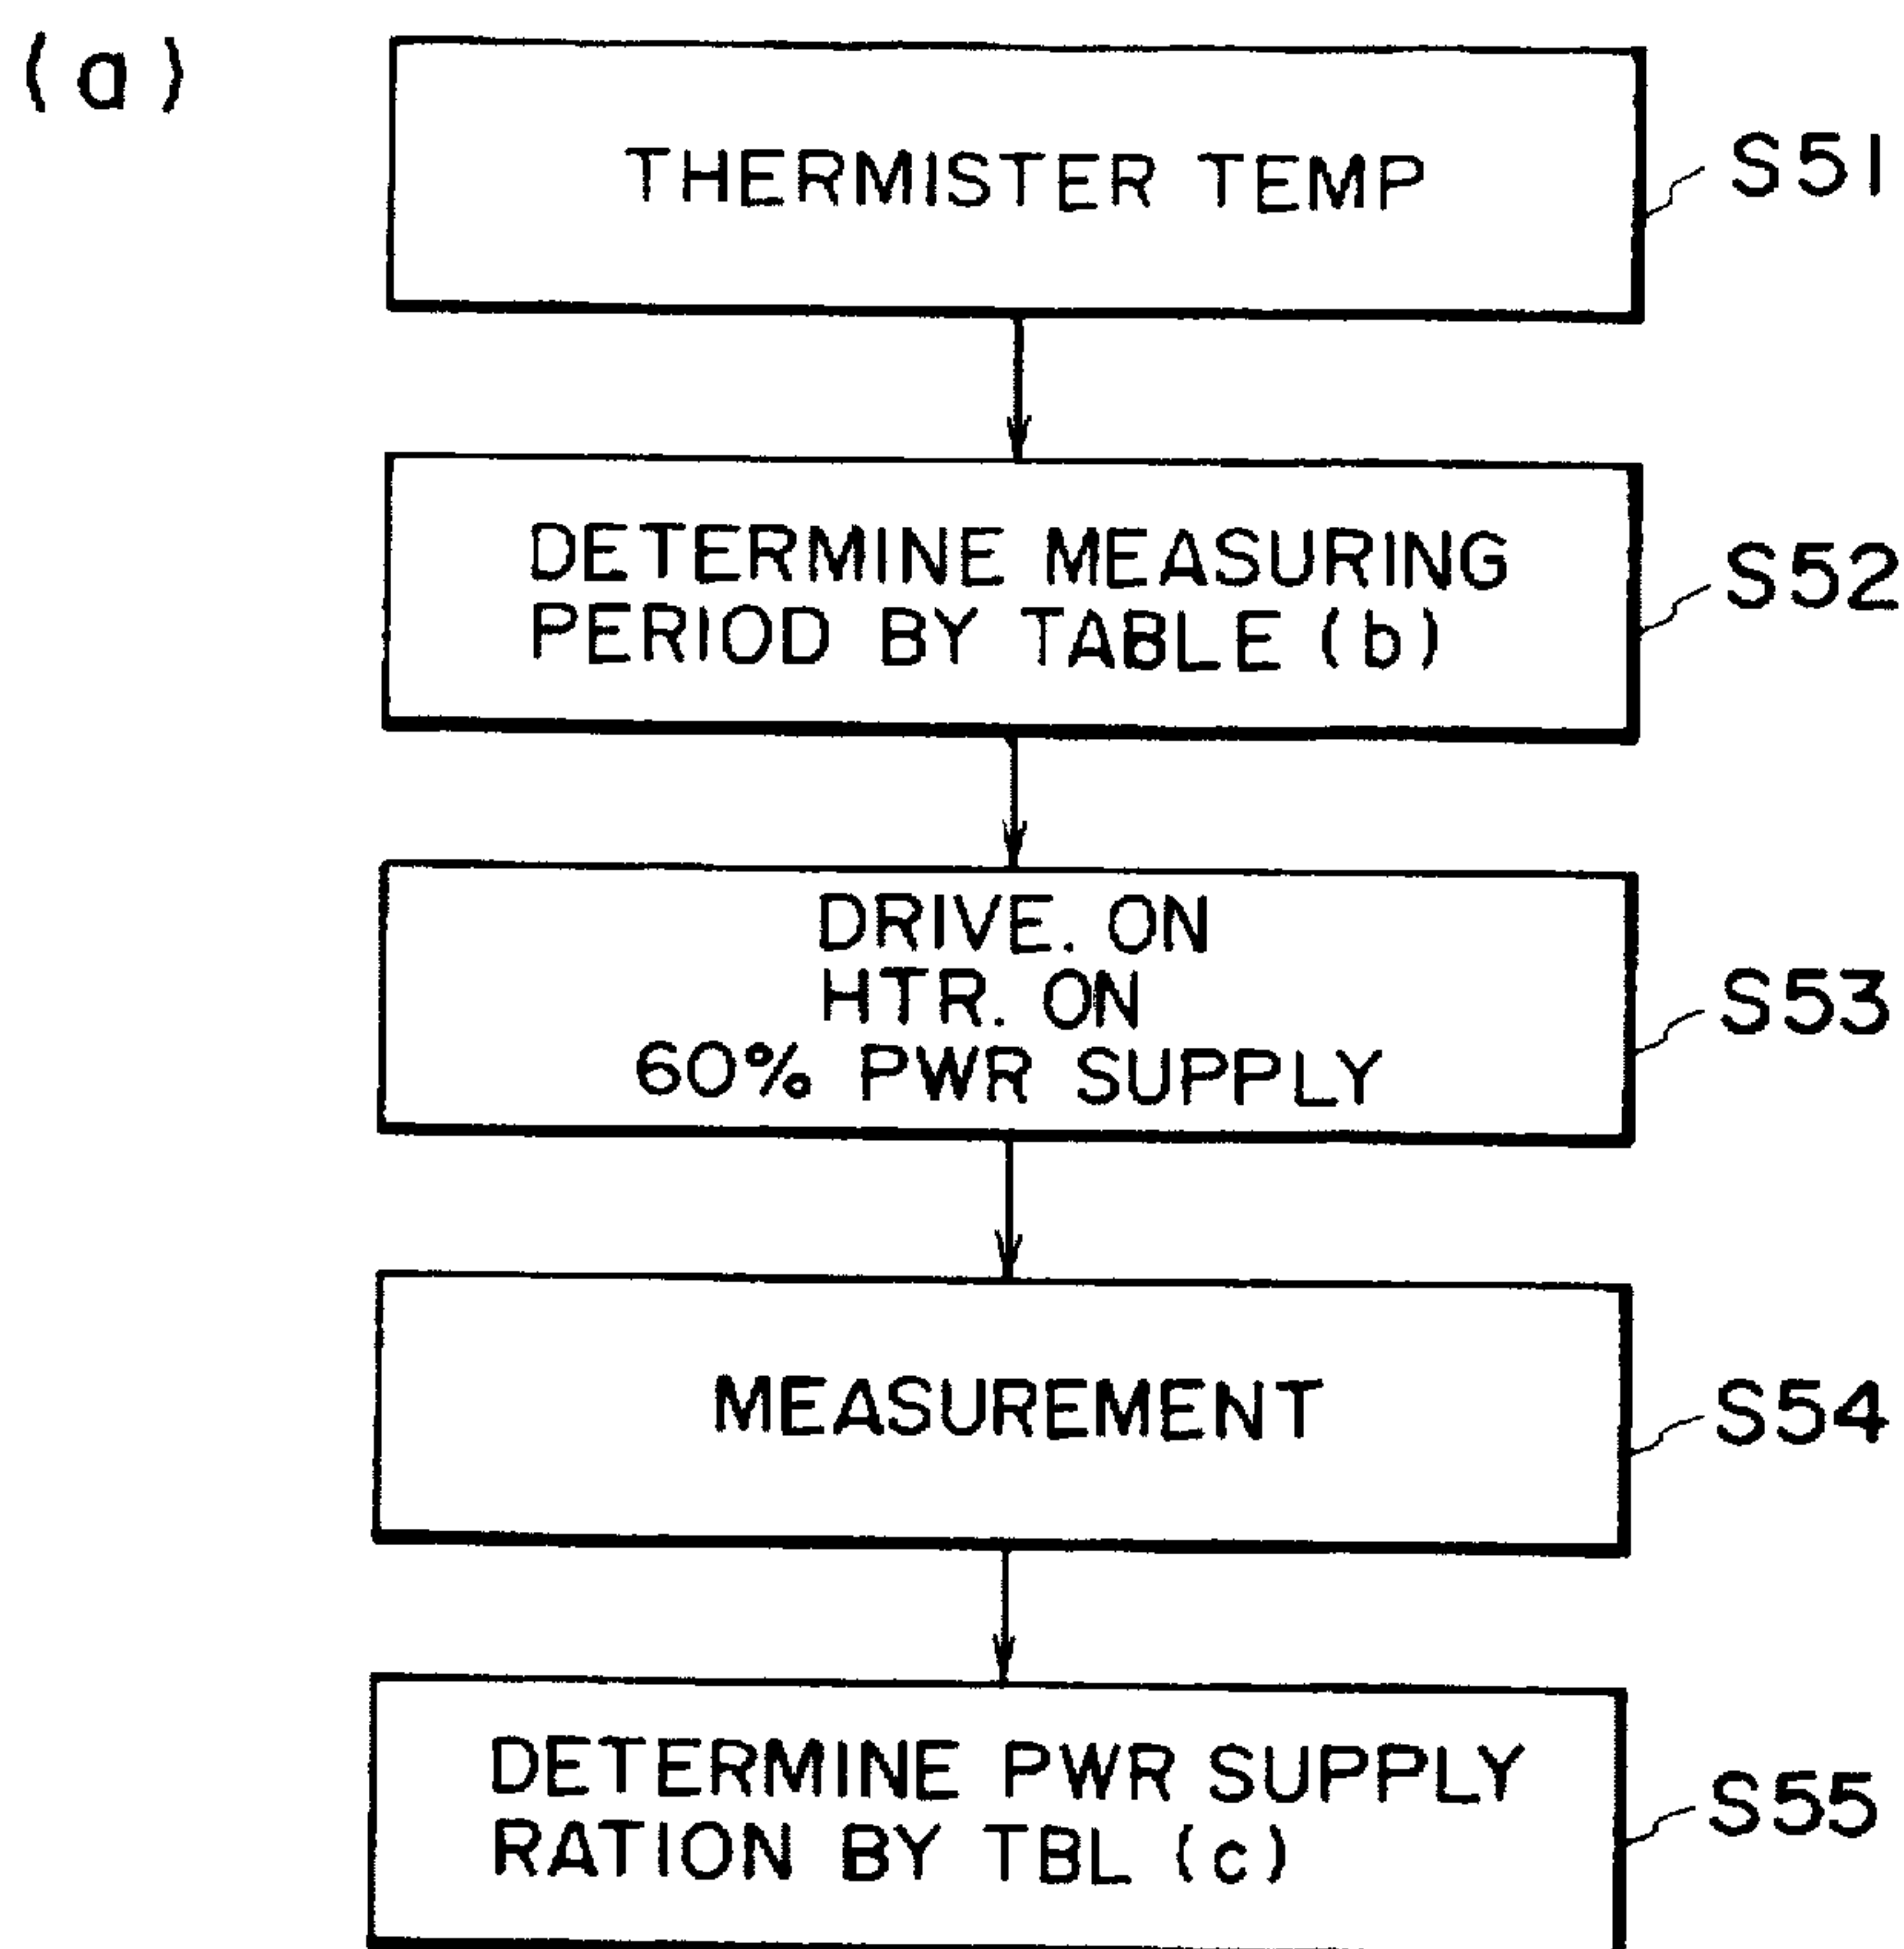 (a)
THERMISTER TEMP
S51
DETERMINE MEASURING
PERIOD BY TABLE (b)
S52
DRIVE. ON
HTR. ON
60% PWR SUPPLY
S53
MEASUREMENT
S54
DETERMINE PWR SUPPLY
RATION BY TBL (c)
S55